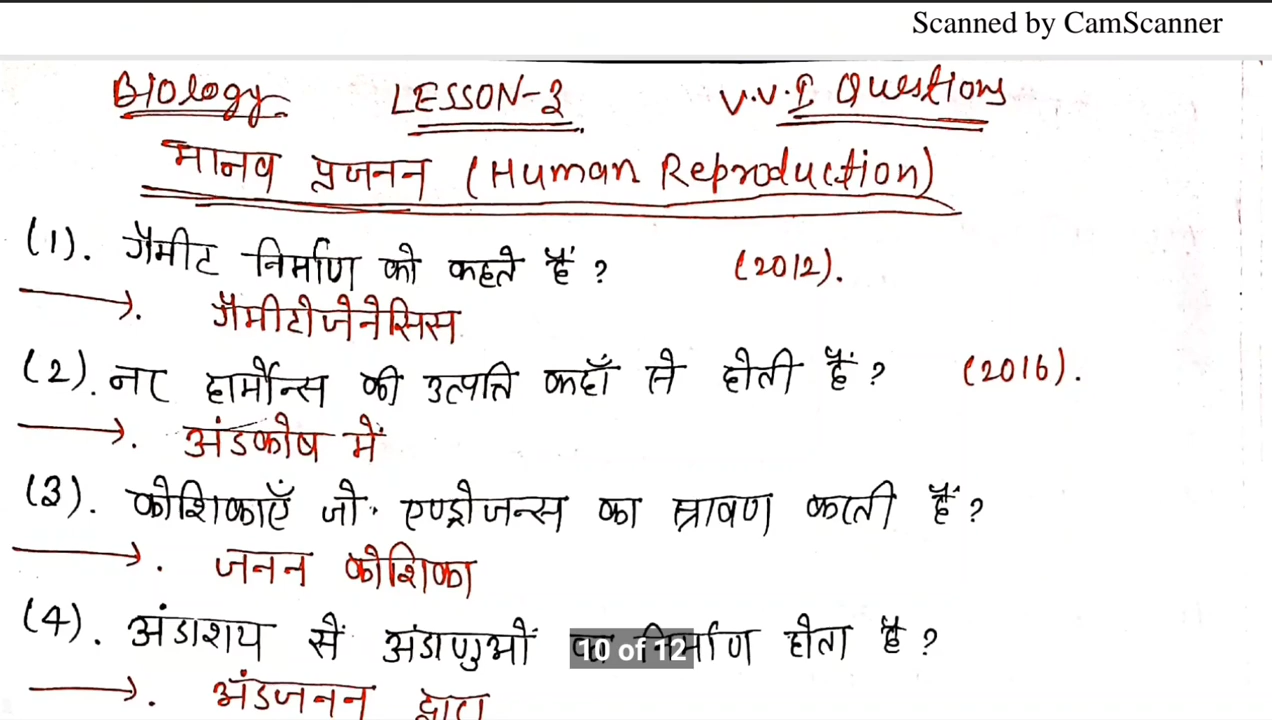 Scanned by CamScanner
Biology LESSON-3 V.V.I Questions
मानव प्रजनन (Human Reproduction)
(1). गैमीट निर्माण को कहते हैं ? (2012).
→. गैमीटोजेनेसिस
(2). नर हार्मोन्स की उत्पत्ति कहाँ से होती हैं ? (2016).
→. अंडकोष में
(3). कोशिकाएँ जो एण्ड्रोजन्स का स्रावण करती हैं ?
→. जनन कोशिका
(4). अंडाशय सें अंडाणुओं का निर्माण होता है ?
10 of 12
→. अंडजनन द्वारा